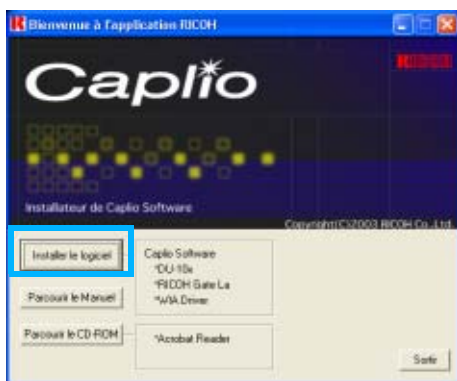 Bienvenue à l'application RICOH
RICOH
Caplio
Installateur de Caplio Software
Copyright(C)2003 RICOH Co.,Ltd.
Installer le logiciel
Caplio Software
*DU-10x
*RICOH Gate La
*WIA Driver
Parcourir le Manuel
Parcourir le CD-ROM
*Acrobat Reader
Sortir